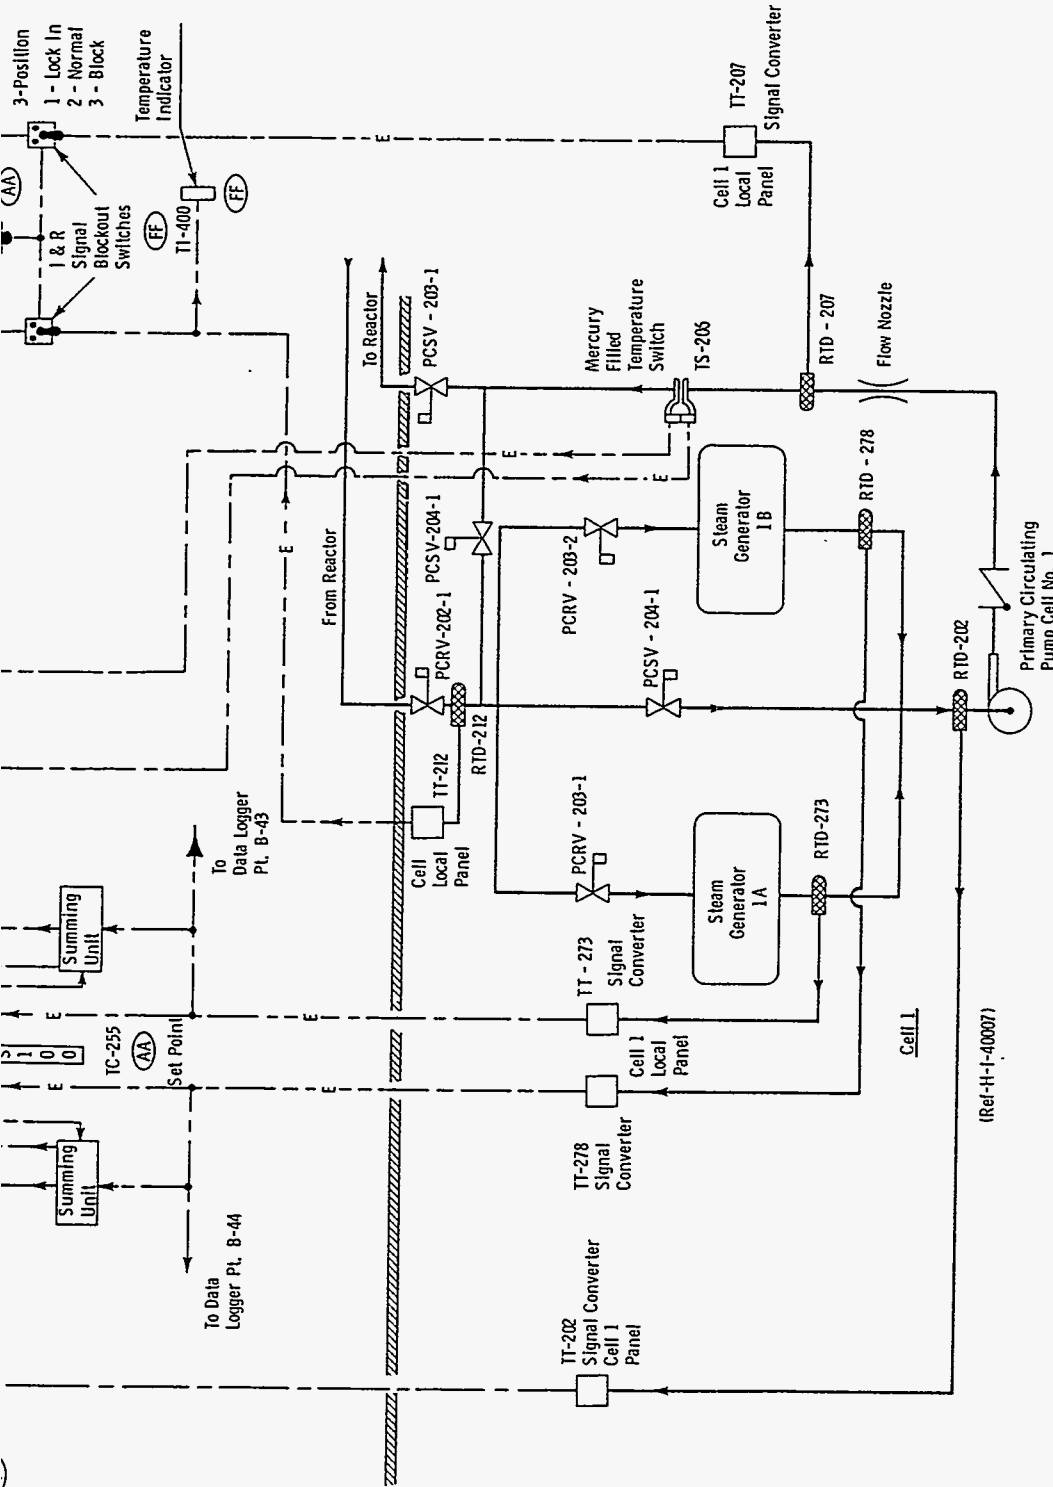 3-Position
1 - Lock In
2 - Normal
3 - Block
Temperature
Indicator
AA
I & R
Signal
Blockout
Switches
FF
TI-400
FF
E
TT-207
Signal Converter
Cell 1
Local
Panel
To Reactor
PCSV - 203-1
Mercury
Filled
Temperature
Switch
TS-206
RTD - 207
Flow Nozzle
E
E
E
From Reactor
PCSV-204-1
PCRV-202-1
PCRV - 203-2
Steam
Generator
1B
RTD - 278
TT-212
RTD-212
PCSV - 204-1
RTD-202
Primary Circulating
Pump Cell No. 1
To
Data Logger
Pt. B-43
Cell
Local
Panel
PCRV - 203-1
Steam
Generator
1A
RTD-273
Summing
Unit
E
TC-255
AA
Set Point
1
0
0
E
E
TT - 273
Signal
Converter
Cell 1
Local
Panel
Cell 1
E
Summing
Unit
TT-278
Signal
Converter
(Ref-H-1-40007)
To Data
Logger Pt. B-44
TT-202
Signal Converter
Cell 1
Panel